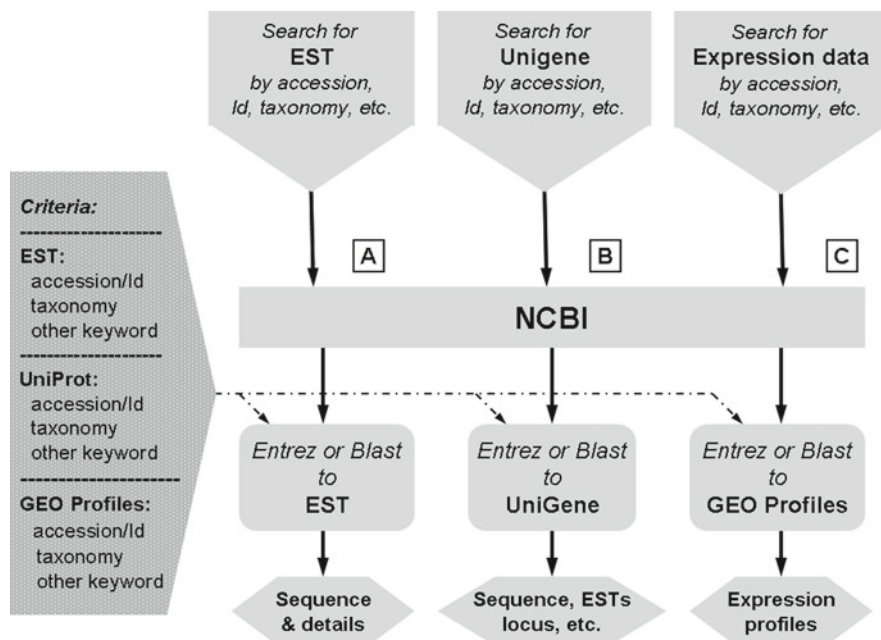 Search for
EST
by accession,
Id, taxonomy, etc.
Search for
Unigene
by accession,
Id, taxonomy, etc.
Search for
Expression data
by accession,
Id, taxonomy, etc.
Criteria:
EST:
accession/Id
taxonomy
other keyword
UniProt:
accession/Id
taxonomy
other keyword
GEO Profiles:
accession/Id
taxonomy
other keyword
A
B
C
NCBI
Entrez or Blast
to
EST
Entrez or Blast
to
UniGene
Entrez or Blast
to
GEO Profiles
Sequence
& details
Sequence, ESTs
locus, etc.
Expression
profiles